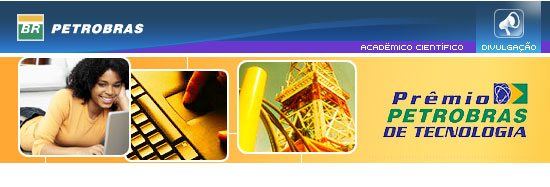 BR PETROBRAS
ACADÊMICO CIENTÍFICO DIVULGAÇÃO
Prêmio
PETROBRAS
DE TECNOLOGIA